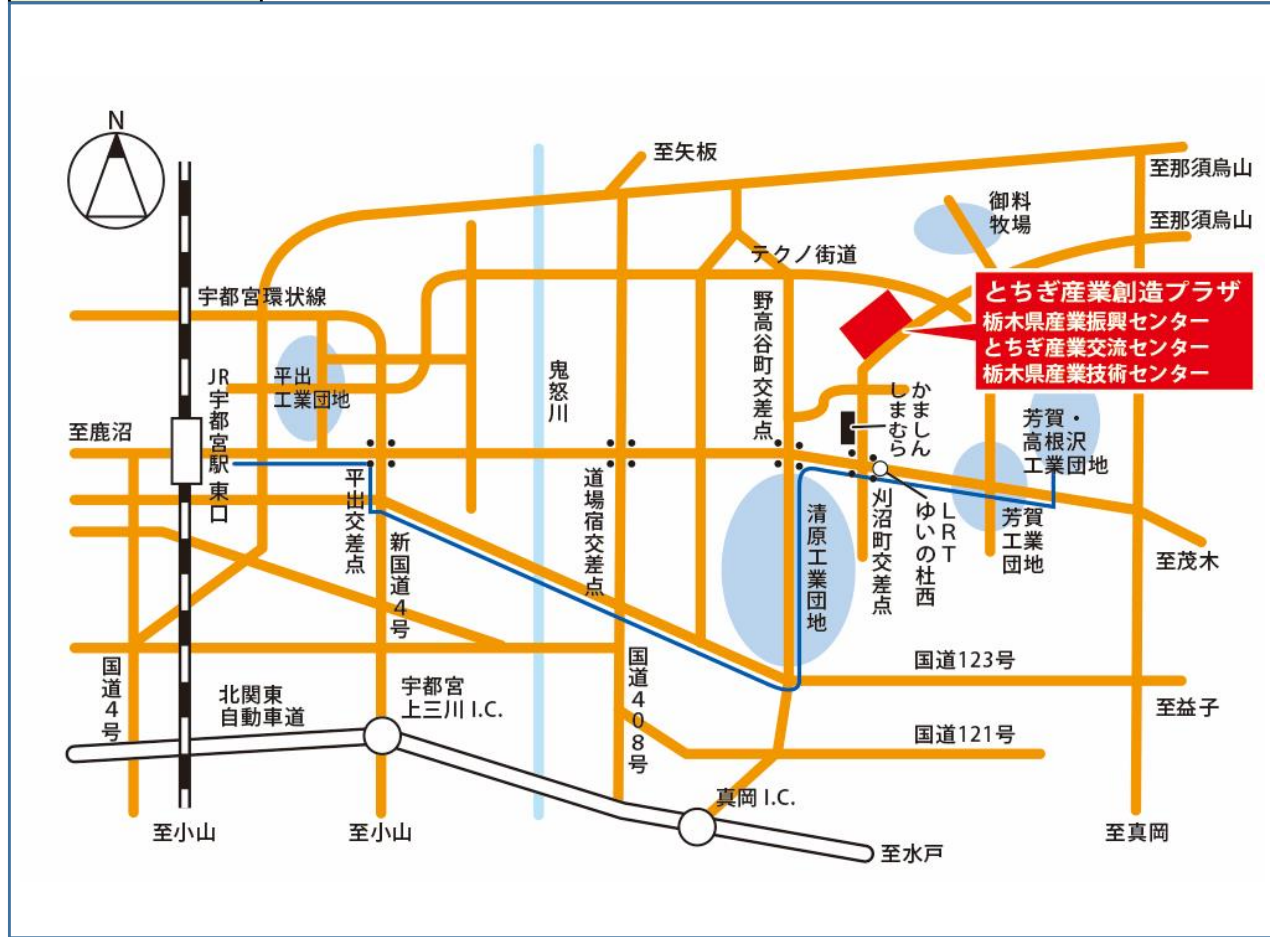 N
至矢板
至那須烏山
御料
牧場
至那須烏山
テクノ街道
宇都宮環状線
とちぎ産業創造プラザ
栃木県産業振興センター
とちぎ産業交流センター
栃木県産業技術センター
野高谷町交差点
鬼怒川
平出
工業団地
JR宇都宮駅
東口
かましん
しまむら
至鹿沼
芳賀・
高根沢
工業団地
平出交差点
道場宿交差点
清原工業団地
刈沼町交差点
LRT
ゆいの杜西
芳賀
工業
団地
至茂木
新国道4号
国道4号
国道408号
国道123号
至益子
北関東
自動車道
宇都宮
上三川 I.C.
国道121号
真岡 I.C.
至小山
至小山
至水戸
至真岡